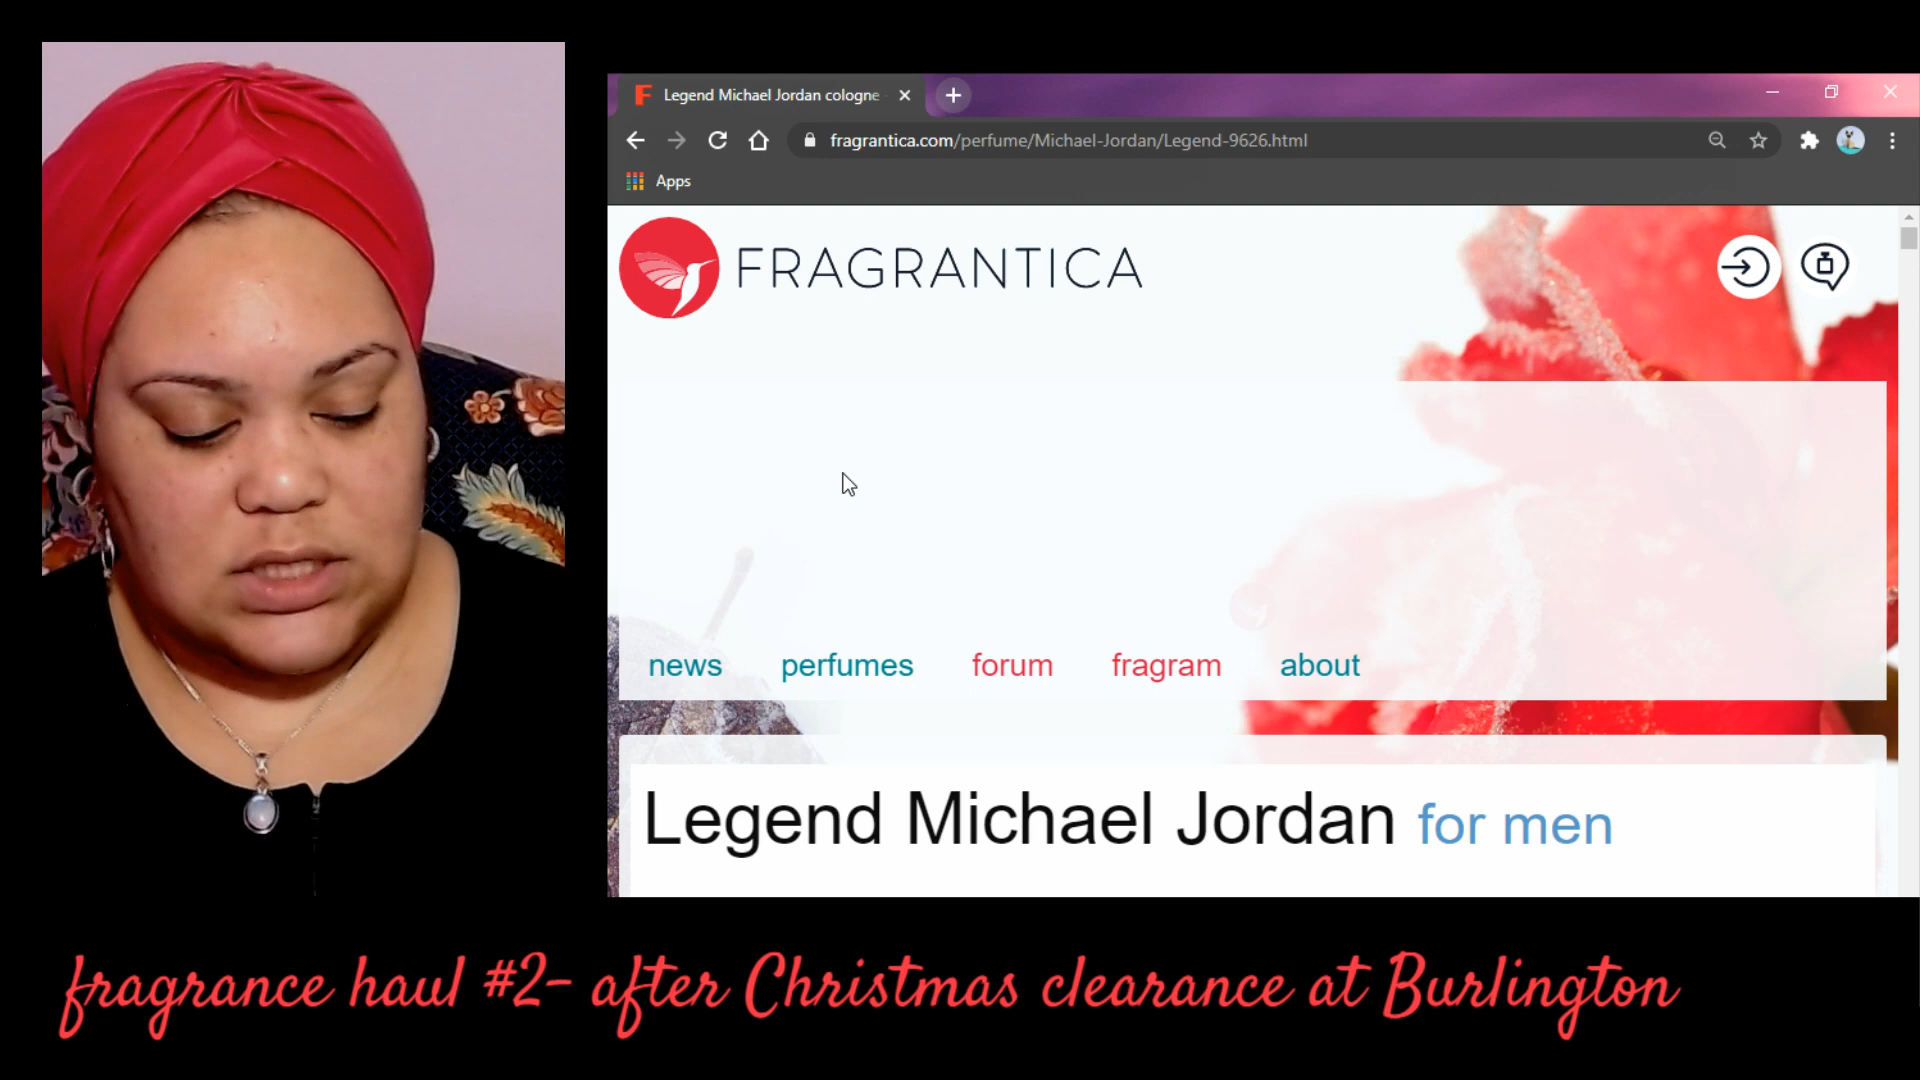 Legend Michael Jordan cologne
fragrantica.com/perfume/Michael-Jordan/Legend-9626.html
Apps
FRAGRANTICA
news perfumes forum fragram about
Legend Michael Jordan for men
fragrance haul #2- after Christmas clearance at Burlington